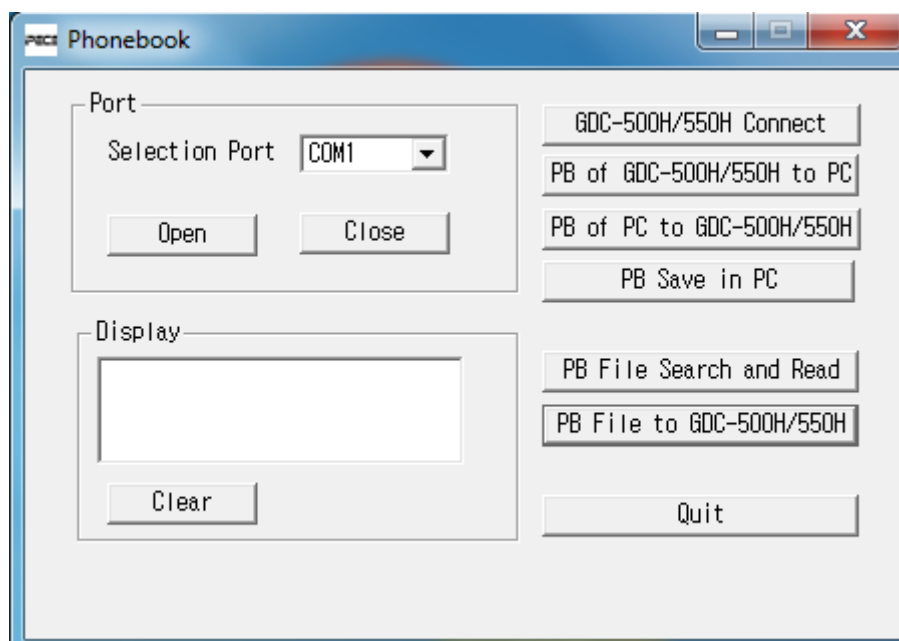 Phonebook
Port
Selection Port COM1
Open Close
GDC-500H/550H Connect
PB of GDC-500H/550H to PC
PB of PC to GDC-500H/550H
PB Save in PC
Display
Clear
PB File Search and Read
PB File to GDC-500H/550H
Quit